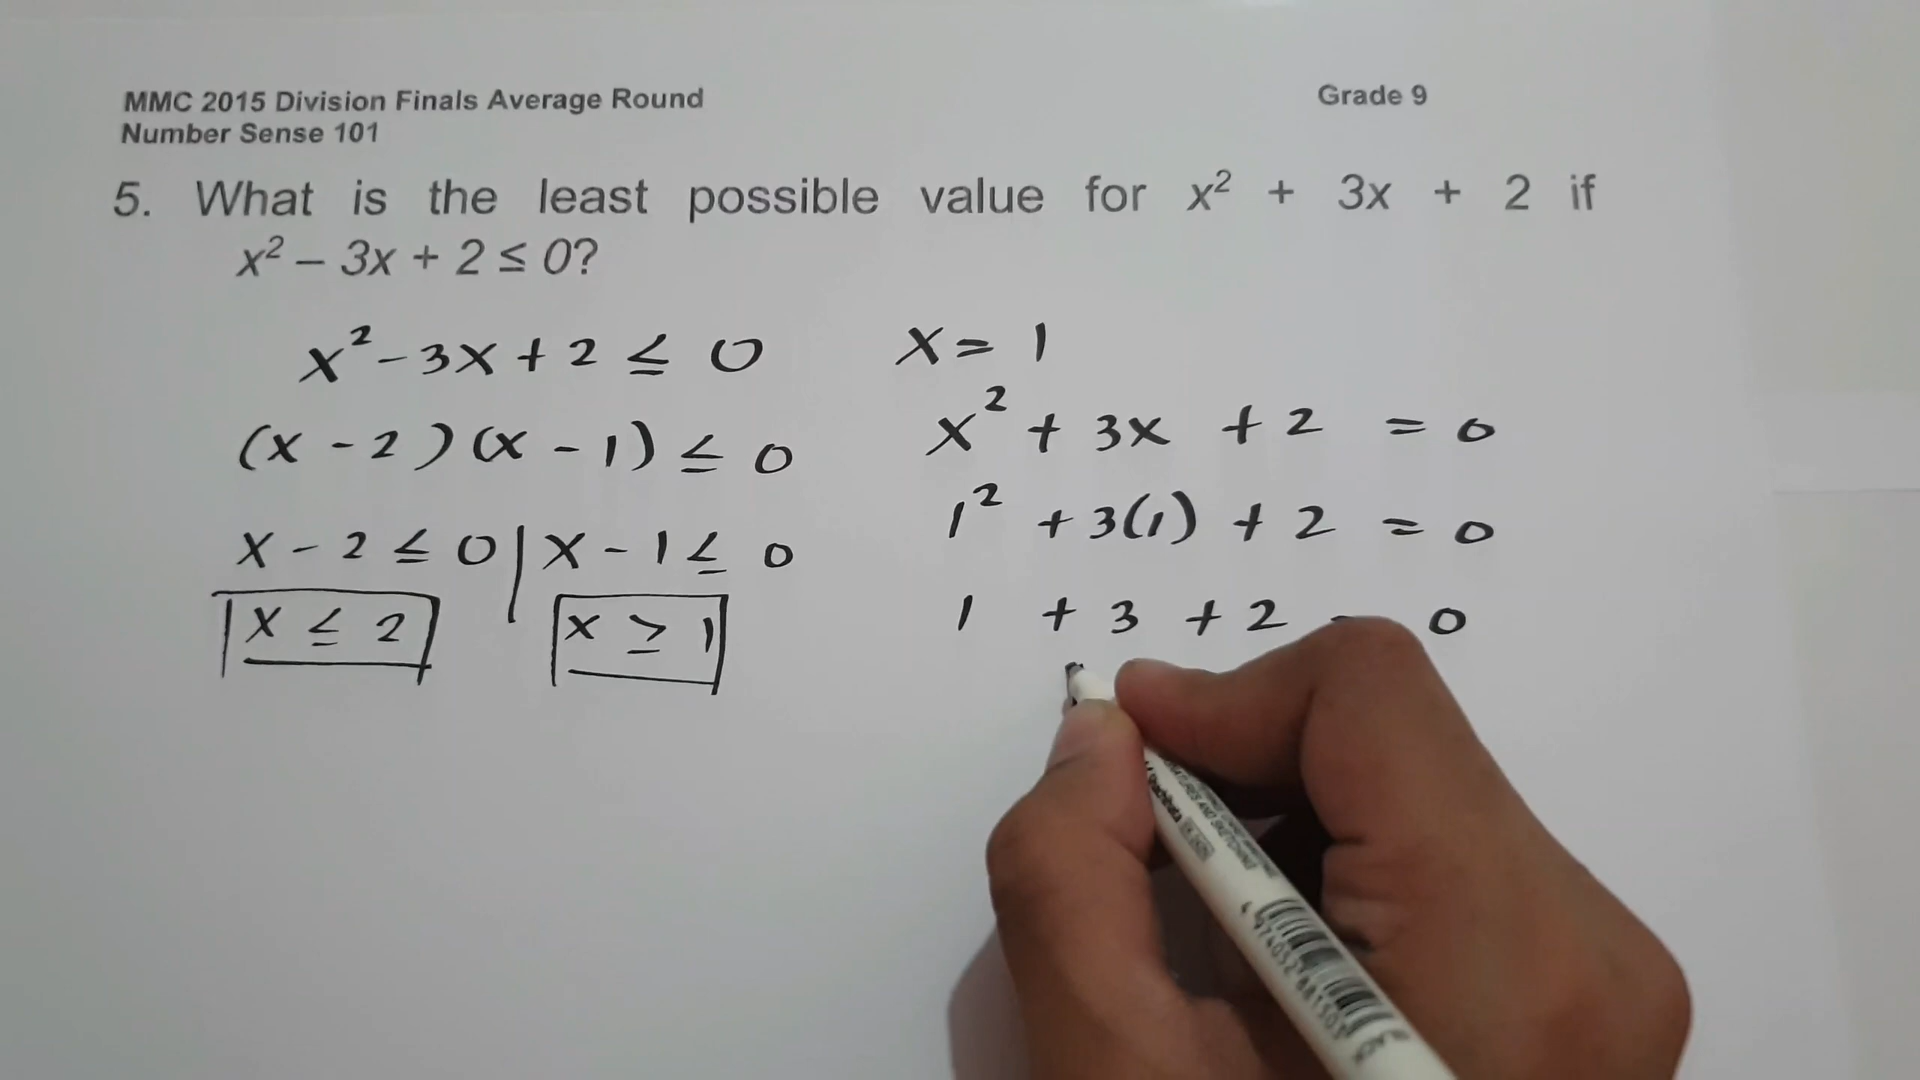 MMC 2015 Division Finals Average Round
Grade 9
Number Sense 101
5. What is the least possible value for x² + 3x + 2 if
x² – 3x + 2 ≤ 0?
x² - 3x + 2 ≤ 0
(x - 2)(x - 1) ≤ 0
x - 2 ≤ 0 | x - 1 ≤ 0
x ≤ 2
x ≥ 1
x = 1
x² + 3x + 2 = 0
1² + 3(1) + 2 = 0
1 + 3 + 2 = 0